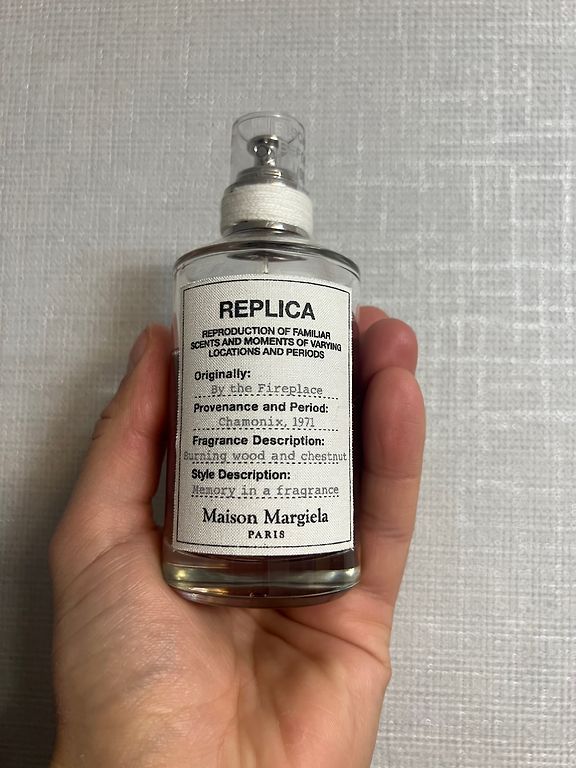 REPLICA
REPRODUCTION OF FAMILIAR
SCENTS AND MOMENTS OF VARYING
LOCATIONS AND PERIODS
Originally:
By the Fireplace
Provenance and Period:
Chamonix, 1971
Fragrance Description:
Burning wood and chestnut
Style Description:
Memory in a fragrance
Maison Margiela
PARIS